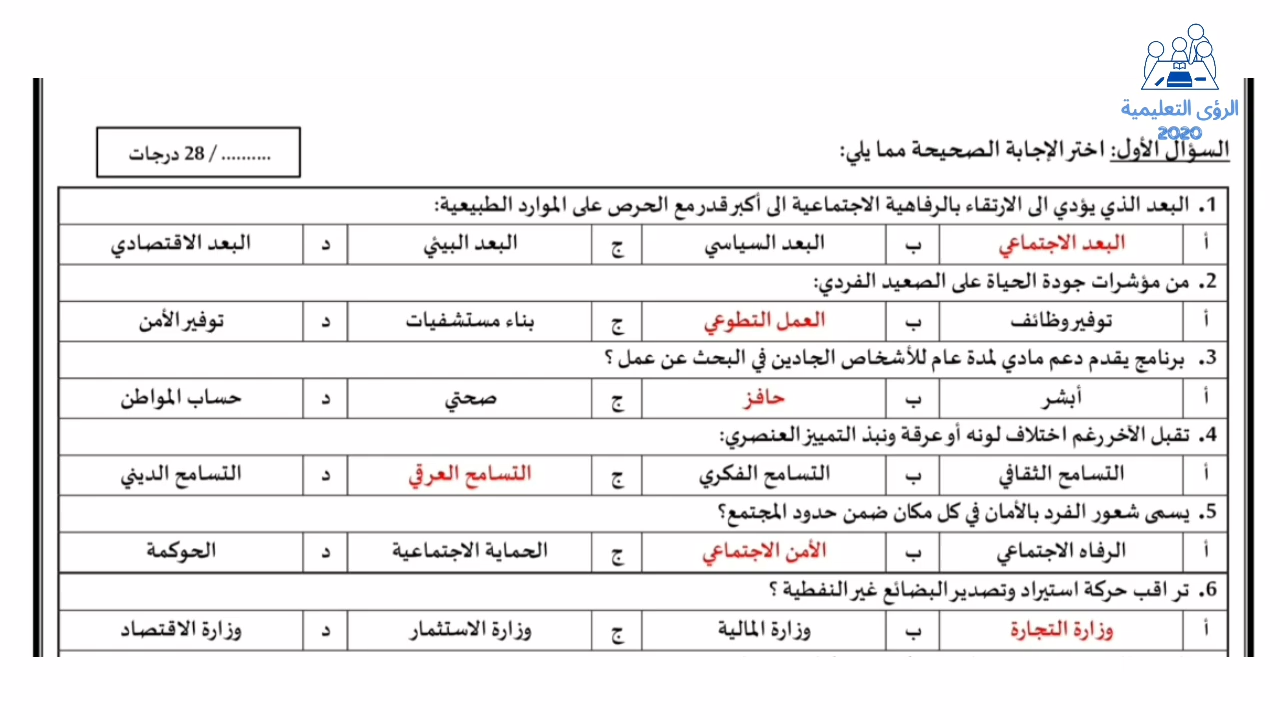 الرؤى التعليمية
2020
السؤال الأول: اختر الإجابة الصحيحة مما يلي:
........../ 28 درجات
1. البعد الذي يؤدي الى الارتقاء بالرفاهية الاجتماعية الى أكبر قدر مع الحرص على الموارد الطبيعية:
أ البعد الاجتماعي ب البعد السياسي ج البعد البيئي د البعد الاقتصادي
2. من مؤشرات جودة الحياة على الصعيد الفردي:
أ توفير وظائف ب العمل التطوعي ج بناء مستشفيات د توفير الأمن
3. برنامج يقدم دعم مادي لمدة عام للأشخاص الجادين في البحث عن عمل ؟
أ أبشر ب حافز ج صحتي د حساب المواطن
4. تقبل الآخر رغم اختلاف لونه أو عرقة ونبذ التمييز العنصري:
أ التسامح الثقافي ب التسامح الفكري ج التسامح العرقي د التسامح الديني
5. يسمى شعور الفرد بالأمان في كل مكان ضمن حدود المجتمع؟
أ الرفاه الاجتماعي ب الأمن الاجتماعي ج الحماية الاجتماعية د الحوكمة
6. تر اقب حركة استيراد وتصدير البضائع غير النفطية ؟
أ وزارة التجارة ب وزارة المالية ج وزارة الاستثمار د وزارة الاقتصاد